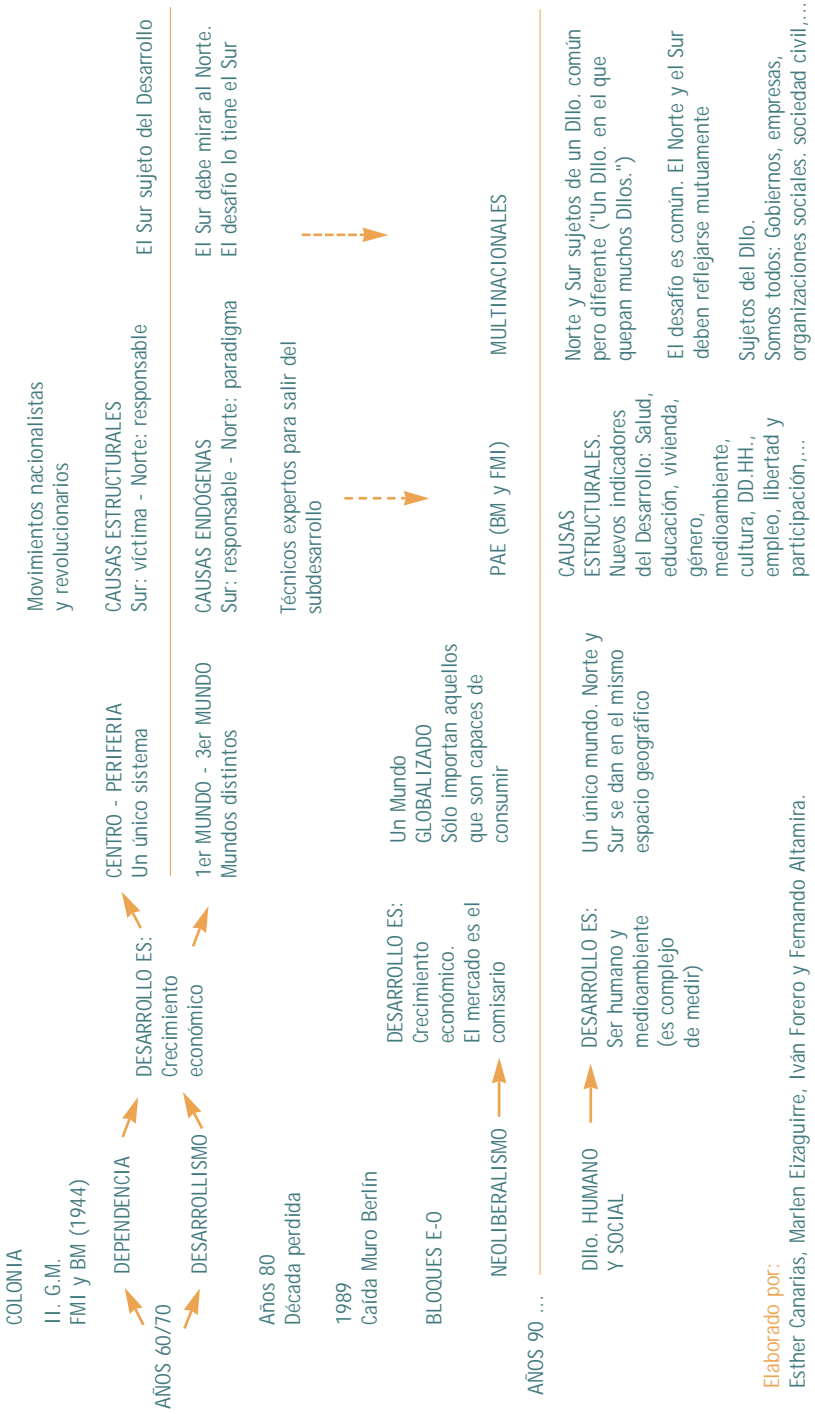 COLONIA
II. G.M.
FMI y BM (1944)
AÑOS 60/70
DEPENDENCIA
DESARROLLISMO
DESARROLLO ES:
Crecimiento
económico
Movimientos nacionalistas
y revolucionarios
CENTRO - PERIFERIA
Un único sistema
CAUSAS ESTRUCTURALES
Sur: víctima - Norte: responsable
El Sur sujeto del Desarrollo
1er MUNDO - 3er MUNDO
Mundos distintos
CAUSAS ENDÓGENAS
Sur: responsable - Norte: paradigma
El Sur debe mirar al Norte.
El desafío lo tiene el Sur
Técnicos expertos para salir del
subdesarrollo
Años 80
Década perdida
1989
Caída Muro Berlín
BLOQUES E-O
NEOLIBERALISMO
DESARROLLO ES:
Crecimiento
económico.
El mercado es el
comisario
Un Mundo
GLOBALIZADO
Sólo importan aquellos
que son capaces de
consumir
PAE (BM y FMI)
MULTINACIONALES
AÑOS 90 ...
Dllo. HUMANO
Y SOCIAL
DESARROLLO ES:
Ser humano y
medioambiente
(es complejo
de medir)
Un único mundo. Norte y
Sur se dan en el mismo
espacio geográfico
CAUSAS
ESTRUCTURALES.
Nuevos indicadores
del Desarrollo: Salud,
educación, vivienda,
género,
medioambiente,
cultura, DD.HH.,
empleo, libertad y
participación,...
Norte y Sur sujetos de un Dllo. común
pero diferente ("Un Dllo. en el que
quepan muchos Dllos.")
El desafío es común. El Norte y el Sur
deben reflejarse mutuamente
Sujetos del Dllo.
Somos todos: Gobiernos, empresas,
organizaciones sociales. sociedad civil,...
Elaborado por:
Esther Canarias, Marlen Eizaguirre, Iván Forero y Fernando Altamira.